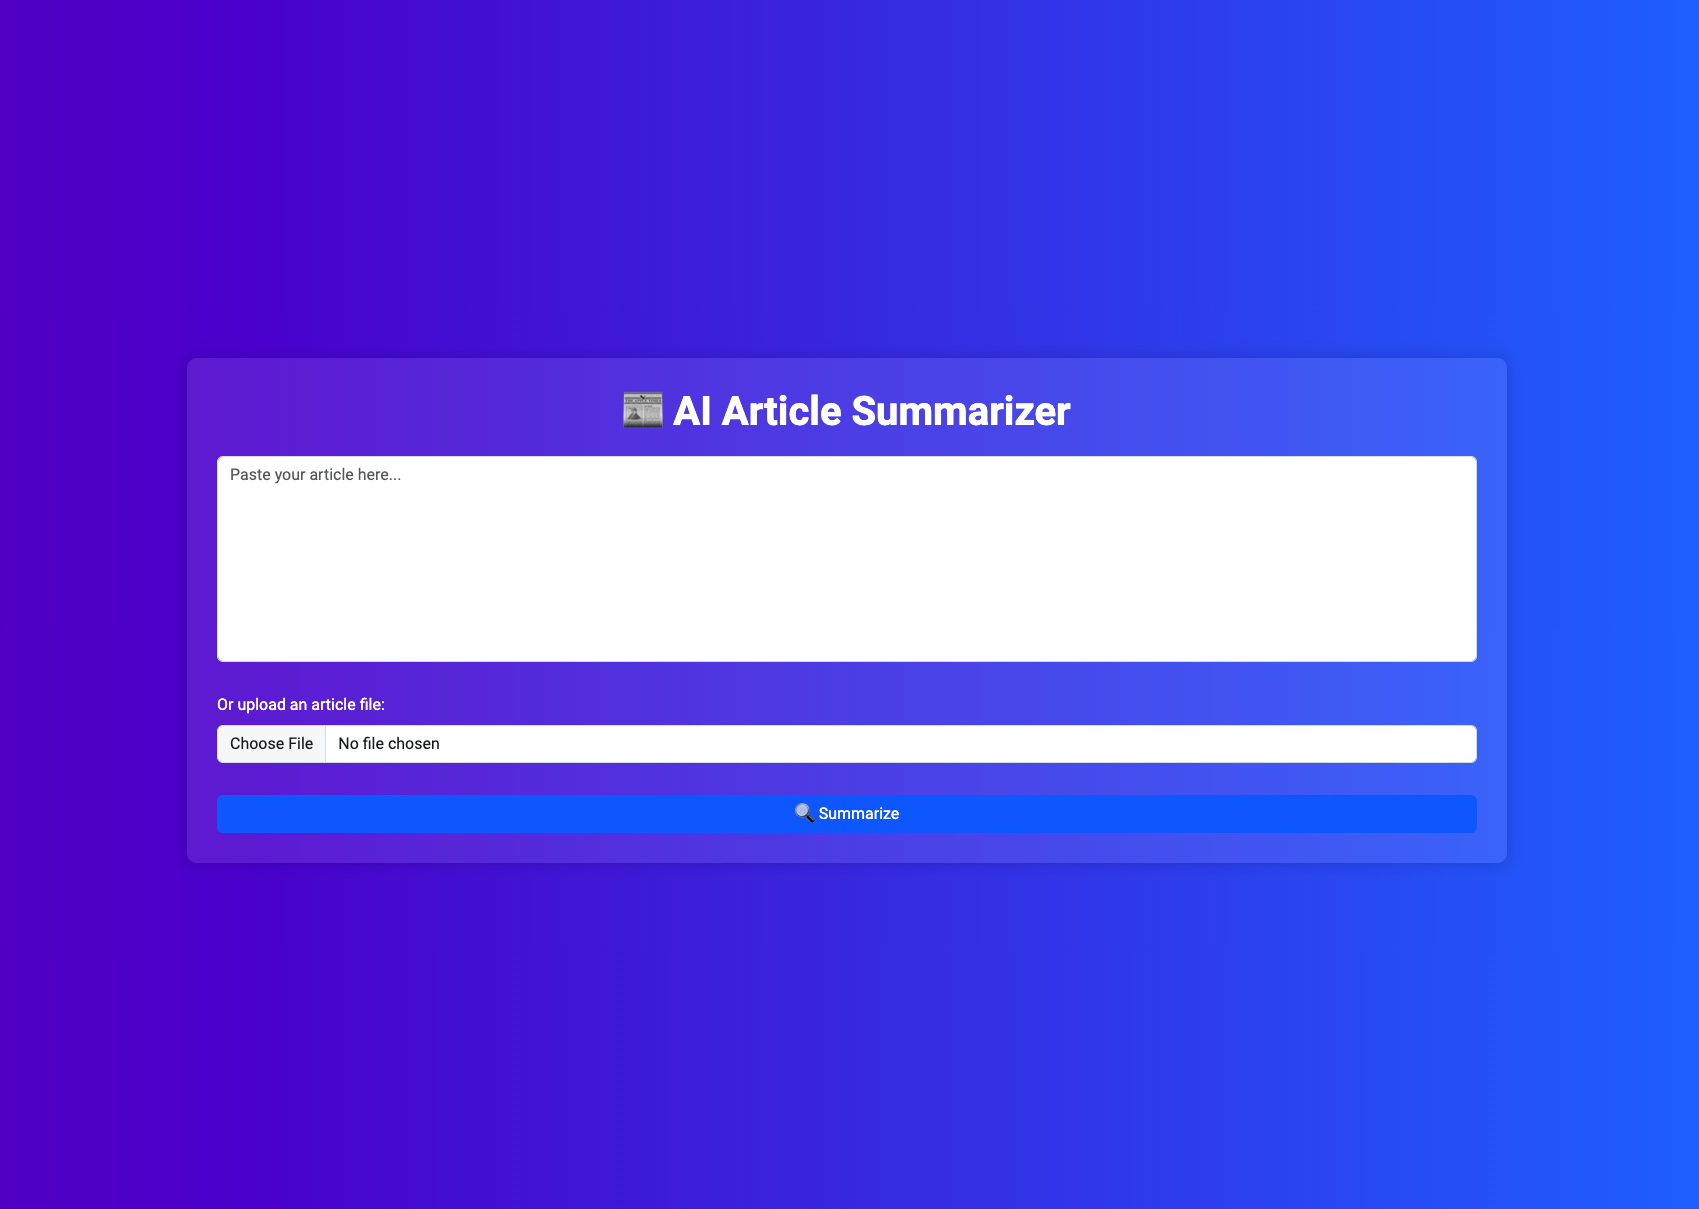 📰 AI Article Summarizer
Paste your article here...
Or upload an article file:
Choose File No file chosen
🔍 Summarize